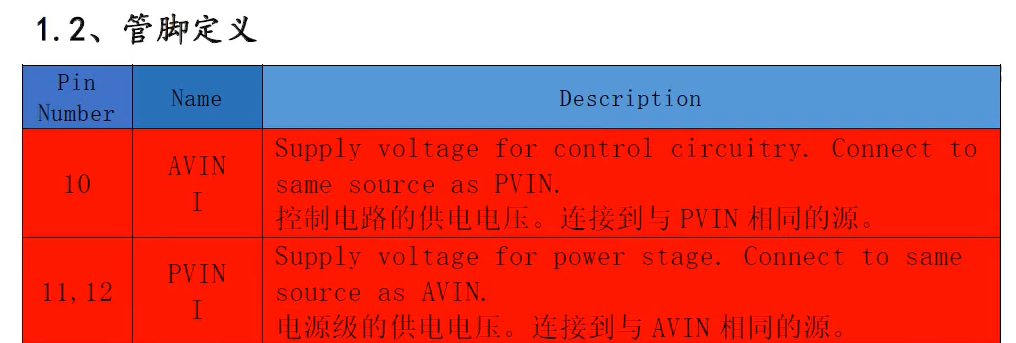 1.2、管脚定义
Pin
Number
Name
Description
10
AVIN
I
Supply voltage for control circuitry. Connect to
same source as PVIN.
控制电路的供电电压。连接到与 PVIN 相同的源。
11,12
PVIN
I
Supply voltage for power stage. Connect to same
source as AVIN.
电源级的供电电压。连接到与 AVIN 相同的源。